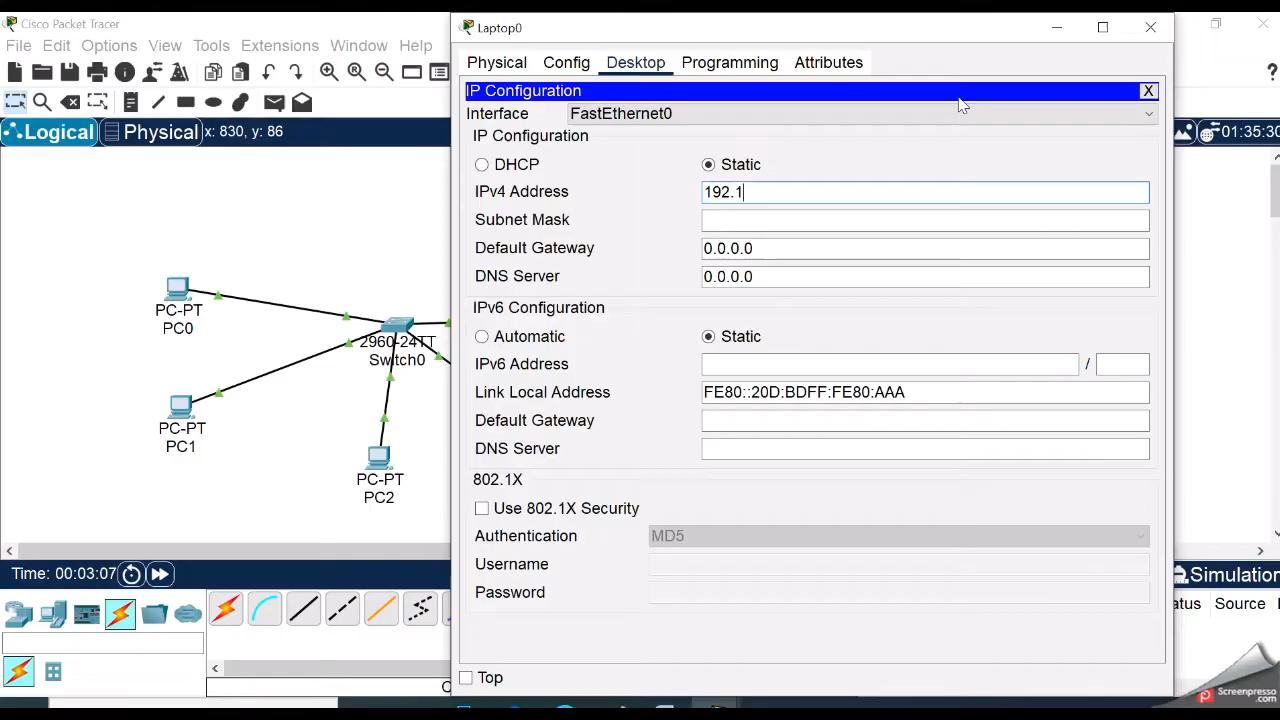 Cisco Packet Tracer
File Edit Options View Tools Extensions Window Help
Logical Physical x: 830, y: 86
01:35:30
PC-PT
PC0
2960-24TT
Switch0
PC-PT
PC1
PC-PT
PC2
Time: 00:03:07
Simulation
Source
Laptop0
Physical Config Desktop Programming Attributes
IP Configuration X
Interface FastEthernet0
IP Configuration
DHCP Static
IPv4 Address 192.1
Subnet Mask
Default Gateway 0.0.0.0
DNS Server 0.0.0.0
IPv6 Configuration
Automatic Static
IPv6 Address /
Link Local Address FE80::20D:BDFF:FE80:AAA
Default Gateway
DNS Server
802.1X
Use 802.1X Security
Authentication MD5
Username
Password
Top
Screenpresso
.com